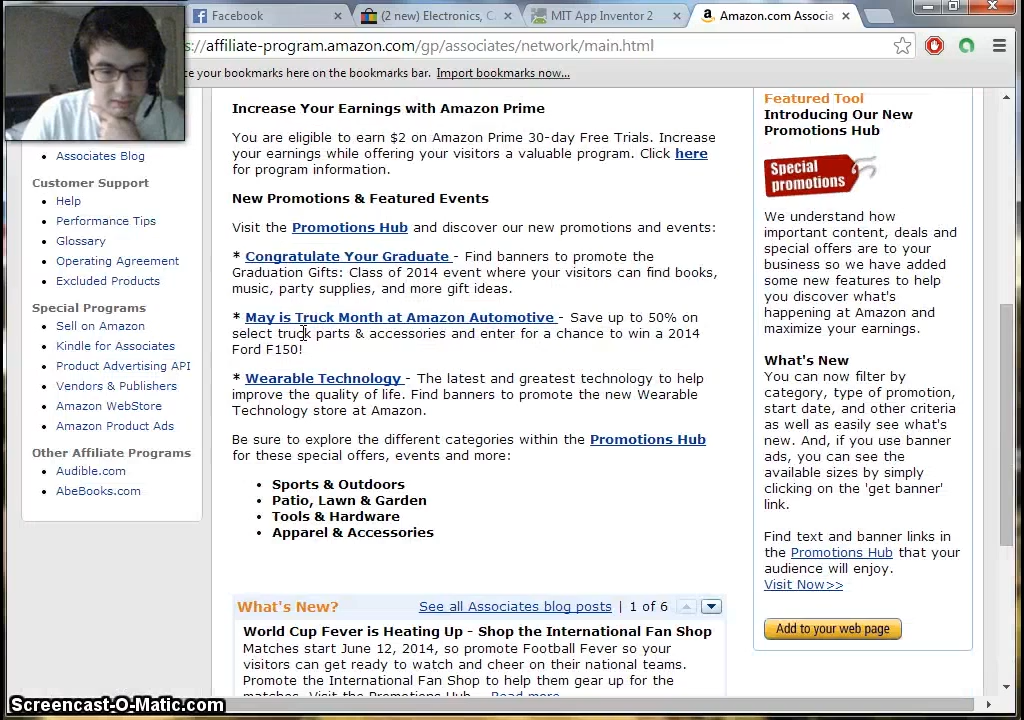 Facebook
(2 new) Electronics, C
MIT App Inventor 2
Amazon.com Associa
://affiliate-program.amazon.com/gp/associates/network/main.html
e your bookmarks here on the bookmarks bar. Import bookmarks now...
Associates Blog
Customer Support
Help
Performance Tips
Glossary
Operating Agreement
Excluded Products
Special Programs
Sell on Amazon
Kindle for Associates
Product Advertising API
Vendors & Publishers
Amazon WebStore
Amazon Product Ads
Other Affiliate Programs
Audible.com
AbeBooks.com
Increase Your Earnings with Amazon Prime
You are eligible to earn $2 on Amazon Prime 30-day Free Trials. Increase
your earnings while offering your visitors a valuable program. Click here
for program information.
New Promotions & Featured Events
Visit the Promotions Hub and discover our new promotions and events:
* Congratulate Your Graduate - Find banners to promote the
Graduation Gifts: Class of 2014 event where your visitors can find books,
music, party supplies, and more gift ideas.
* May is Truck Month at Amazon Automotive - Save up to 50% on
select truck parts & accessories and enter for a chance to win a 2014
Ford F150!
* Wearable Technology - The latest and greatest technology to help
improve the quality of life. Find banners to promote the new Wearable
Technology store at Amazon.
Be sure to explore the different categories within the Promotions Hub
for these special offers, events and more:
Sports & Outdoors
Patio, Lawn & Garden
Tools & Hardware
Apparel & Accessories
What's New? See all Associates blog posts | 1 of 6
World Cup Fever is Heating Up - Shop the International Fan Shop
Matches start June 12, 2014, so promote Football Fever so your
visitors can get ready to watch and cheer on their national teams.
Promote the International Fan Shop to help them gear up for the
matches. Visit the Promotions Hub... Read more
Featured Tool
Introducing Our New
Promotions Hub
Special
promotions
We understand how
important content, deals and
special offers are to your
business so we have added
some new features to help
you discover what's
happening at Amazon and
maximize your earnings.
What's New
You can now filter by
category, type of promotion,
start date, and other criteria
as well as easily see what's
new. And, if you use banner
ads, you can see the
available sizes by simply
clicking on the 'get banner'
link.
Find text and banner links in
the Promotions Hub that your
audience will enjoy.
Visit Now>>
Add to your web page
Screencast-O-Matic.com